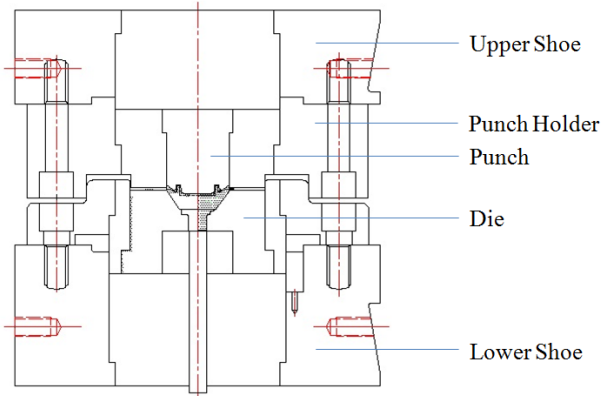 Upper Shoe
Punch Holder
Punch
Die
Lower Shoe